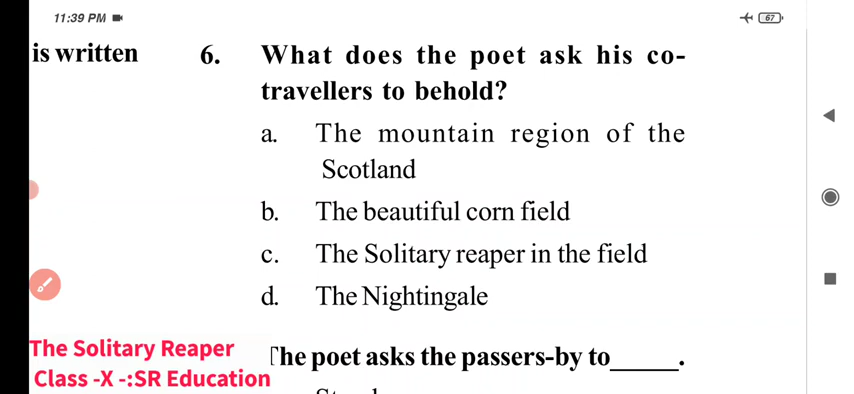 11:39 PM
67
is written
6. What does the poet ask his co-
travellers to behold?
a. The mountain region of the
Scotland
b. The beautiful corn field
c. The Solitary reaper in the field
d. The Nightingale
The Solitary Reaper
Class -X -:SR Education
The poet asks the passers-by to_____.